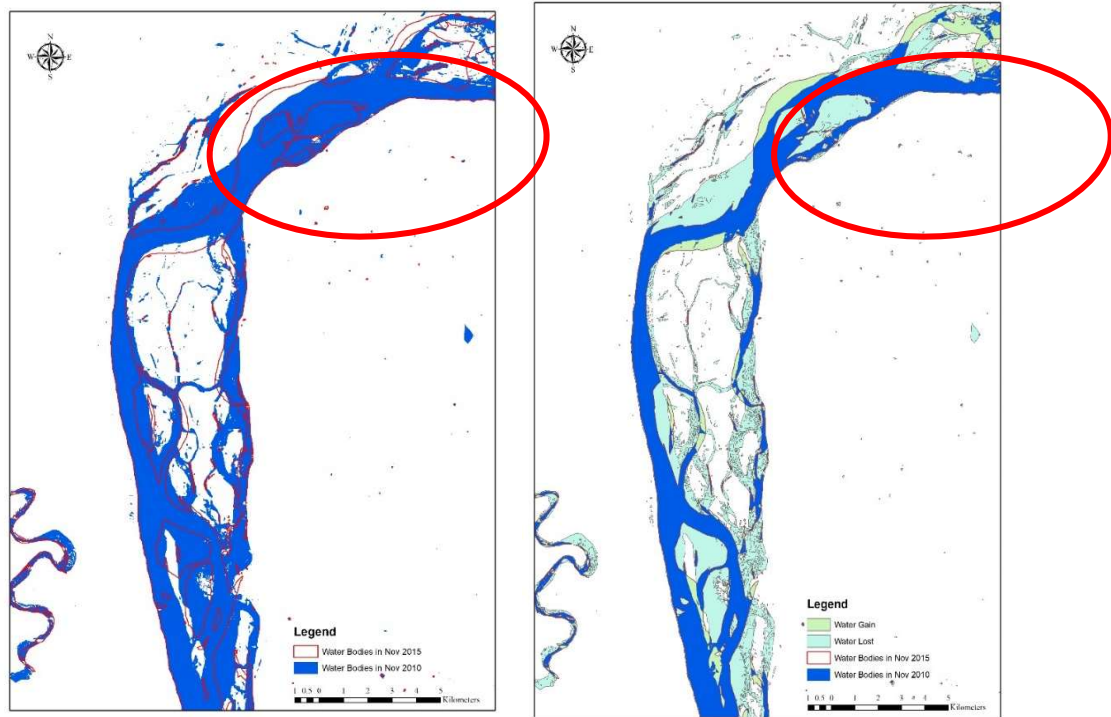 N
W E
S
Legend
Water Bodies in Nov 2015
Water Bodies in Nov 2010
1 0.5 0 1 2 3 4 5
Kilometers
N
W E
S
Legend
Water Gain
Water Lost
Water Bodies in Nov 2015
Water Bodies in Nov 2010
1 0.5 0 1 2 3 4 5
Kilometers